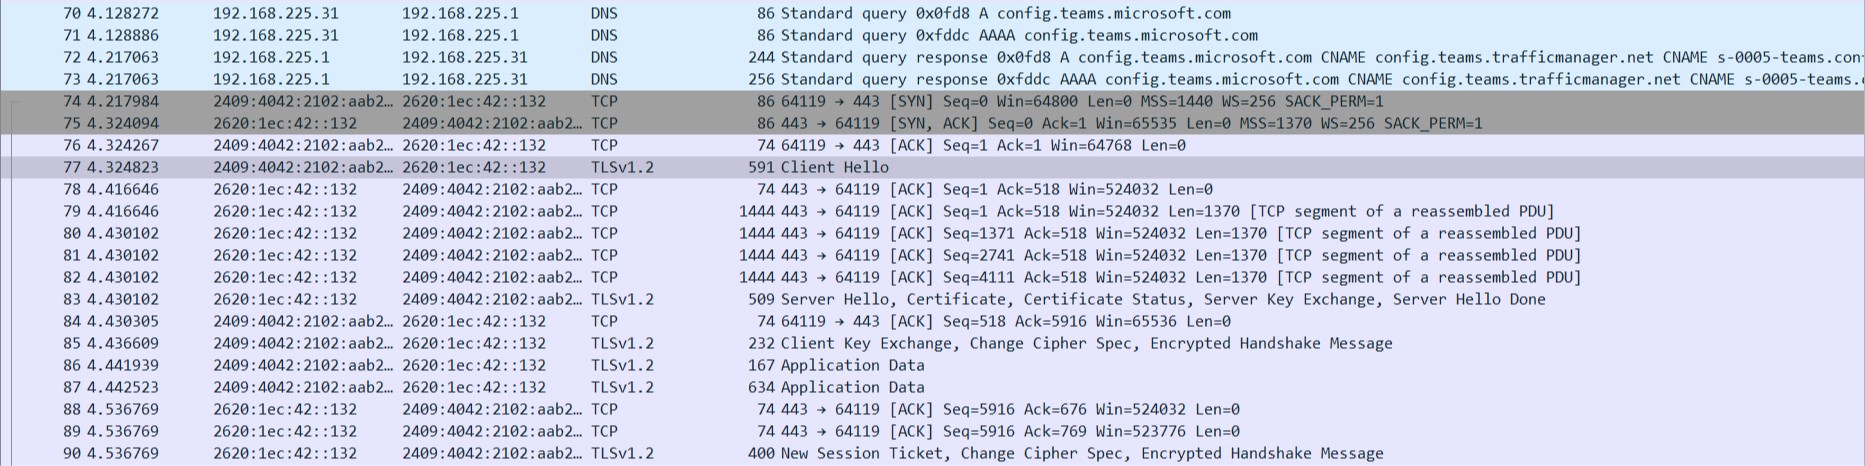 70 4.128272 192.168.225.31 192.168.225.1 DNS 86 Standard query 0x0fd8 A config.teams.microsoft.com
71 4.128886 192.168.225.31 192.168.225.1 DNS 86 Standard query 0xfddc AAAA config.teams.microsoft.com
72 4.217063 192.168.225.1 192.168.225.31 DNS 244 Standard query response 0x0fd8 A config.teams.microsoft.com CNAME config.teams.trafficmanager.net CNAME s-0005-teams.con
73 4.217063 192.168.225.1 192.168.225.31 DNS 256 Standard query response 0xfddc AAAA config.teams.microsoft.com CNAME config.teams.trafficmanager.net CNAME s-0005-teams.
74 4.217984 2409:4042:2102:aab2… 2620:1ec:42::132 TCP 86 64119 → 443 [SYN] Seq=0 Win=64800 Len=0 MSS=1440 WS=256 SACK_PERM=1
75 4.324094 2620:1ec:42::132 2409:4042:2102:aab2… TCP 86 443 → 64119 [SYN, ACK] Seq=0 Ack=1 Win=65535 Len=0 MSS=1370 WS=256 SACK_PERM=1
76 4.324267 2409:4042:2102:aab2… 2620:1ec:42::132 TCP 74 64119 → 443 [ACK] Seq=1 Ack=1 Win=64768 Len=0
77 4.324823 2409:4042:2102:aab2… 2620:1ec:42::132 TLSv1.2 591 Client Hello
78 4.416646 2620:1ec:42::132 2409:4042:2102:aab2… TCP 74 443 → 64119 [ACK] Seq=1 Ack=518 Win=524032 Len=0
79 4.416646 2620:1ec:42::132 2409:4042:2102:aab2… TCP 1444 443 → 64119 [ACK] Seq=1 Ack=518 Win=524032 Len=1370 [TCP segment of a reassembled PDU]
80 4.430102 2620:1ec:42::132 2409:4042:2102:aab2… TCP 1444 443 → 64119 [ACK] Seq=1371 Ack=518 Win=524032 Len=1370 [TCP segment of a reassembled PDU]
81 4.430102 2620:1ec:42::132 2409:4042:2102:aab2… TCP 1444 443 → 64119 [ACK] Seq=2741 Ack=518 Win=524032 Len=1370 [TCP segment of a reassembled PDU]
82 4.430102 2620:1ec:42::132 2409:4042:2102:aab2… TCP 1444 443 → 64119 [ACK] Seq=4111 Ack=518 Win=524032 Len=1370 [TCP segment of a reassembled PDU]
83 4.430102 2620:1ec:42::132 2409:4042:2102:aab2… TLSv1.2 509 Server Hello, Certificate, Certificate Status, Server Key Exchange, Server Hello Done
84 4.430305 2409:4042:2102:aab2… 2620:1ec:42::132 TCP 74 64119 → 443 [ACK] Seq=518 Ack=5916 Win=65536 Len=0
85 4.436609 2409:4042:2102:aab2… 2620:1ec:42::132 TLSv1.2 232 Client Key Exchange, Change Cipher Spec, Encrypted Handshake Message
86 4.441939 2409:4042:2102:aab2… 2620:1ec:42::132 TLSv1.2 167 Application Data
87 4.442523 2409:4042:2102:aab2… 2620:1ec:42::132 TLSv1.2 634 Application Data
88 4.536769 2620:1ec:42::132 2409:4042:2102:aab2… TCP 74 443 → 64119 [ACK] Seq=5916 Ack=676 Win=524032 Len=0
89 4.536769 2620:1ec:42::132 2409:4042:2102:aab2… TCP 74 443 → 64119 [ACK] Seq=5916 Ack=769 Win=523776 Len=0
90 4.536769 2620:1ec:42::132 2409:4042:2102:aab2… TLSv1.2 400 New Session Ticket, Change Cipher Spec, Encrypted Handshake Message